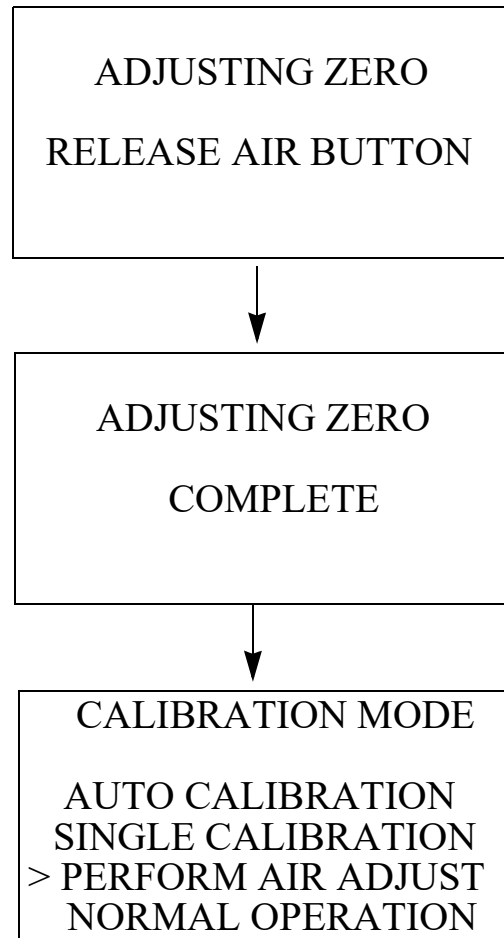 ADJUSTING ZERO
RELEASE AIR BUTTON
ADJUSTING ZERO
COMPLETE
CALIBRATION MODE
AUTO CALIBRATION
SINGLE CALIBRATION
> PERFORM AIR ADJUST
NORMAL OPERATION